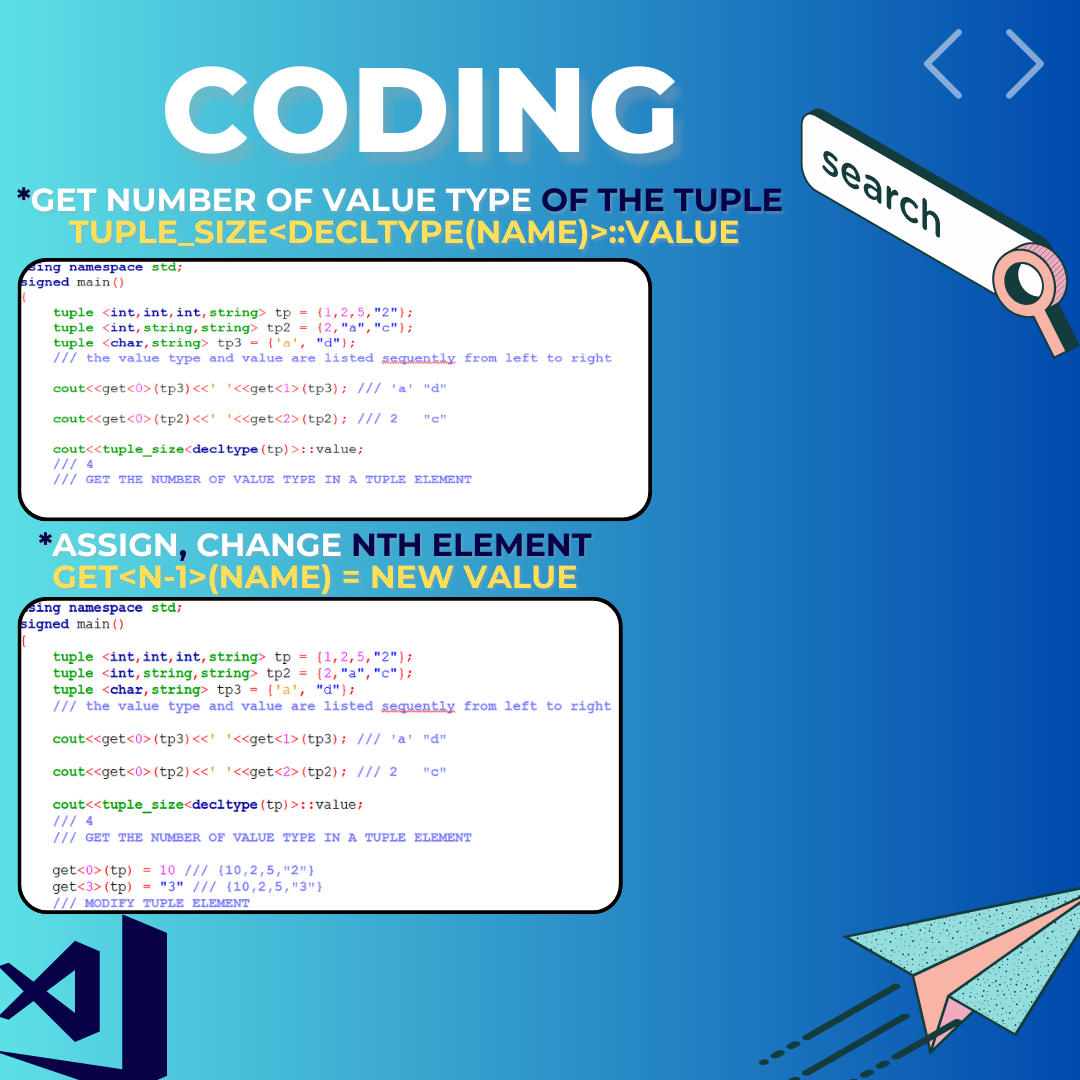 CODING
search
*GET NUMBER OF VALUE TYPE OF THE TUPLE
TUPLE_SIZE<DECLTYPE(NAME)>::VALUE
sing namespace std;
signed main()
{
tuple <int,int,int,string> tp = {1,2,5,"2"};
tuple <int,string,string> tp2 = {2,"a","c"};
tuple <char,string> tp3 = {'a', "d"};
/// the value type and value are listed sequently from left to right
cout<<get<0>(tp3)<<' '<<get<1>(tp3); /// 'a' "d"
cout<<get<0>(tp2)<<' '<<get<2>(tp2); /// 2   "c"
cout<<tuple_size<decltype(tp)>::value;
/// 4
/// GET THE NUMBER OF VALUE TYPE IN A TUPLE ELEMENT
*ASSIGN, CHANGE NTH ELEMENT
GET<N-1>(NAME) = NEW VALUE
sing namespace std;
signed main()
{
tuple <int,int,int,string> tp = {1,2,5,"2"};
tuple <int,string,string> tp2 = {2,"a","c"};
tuple <char,string> tp3 = {'a', "d"};
/// the value type and value are listed sequently from left to right
cout<<get<0>(tp3)<<' '<<get<1>(tp3); /// 'a' "d"
cout<<get<0>(tp2)<<' '<<get<2>(tp2); /// 2   "c"
cout<<tuple_size<decltype(tp)>::value;
/// 4
/// GET THE NUMBER OF VALUE TYPE IN A TUPLE ELEMENT
get<0>(tp) = 10 /// {10,2,5,"2"}
get<3>(tp) = "3" /// {10,2,5,"3"}
/// MODIFY TUPLE ELEMENT